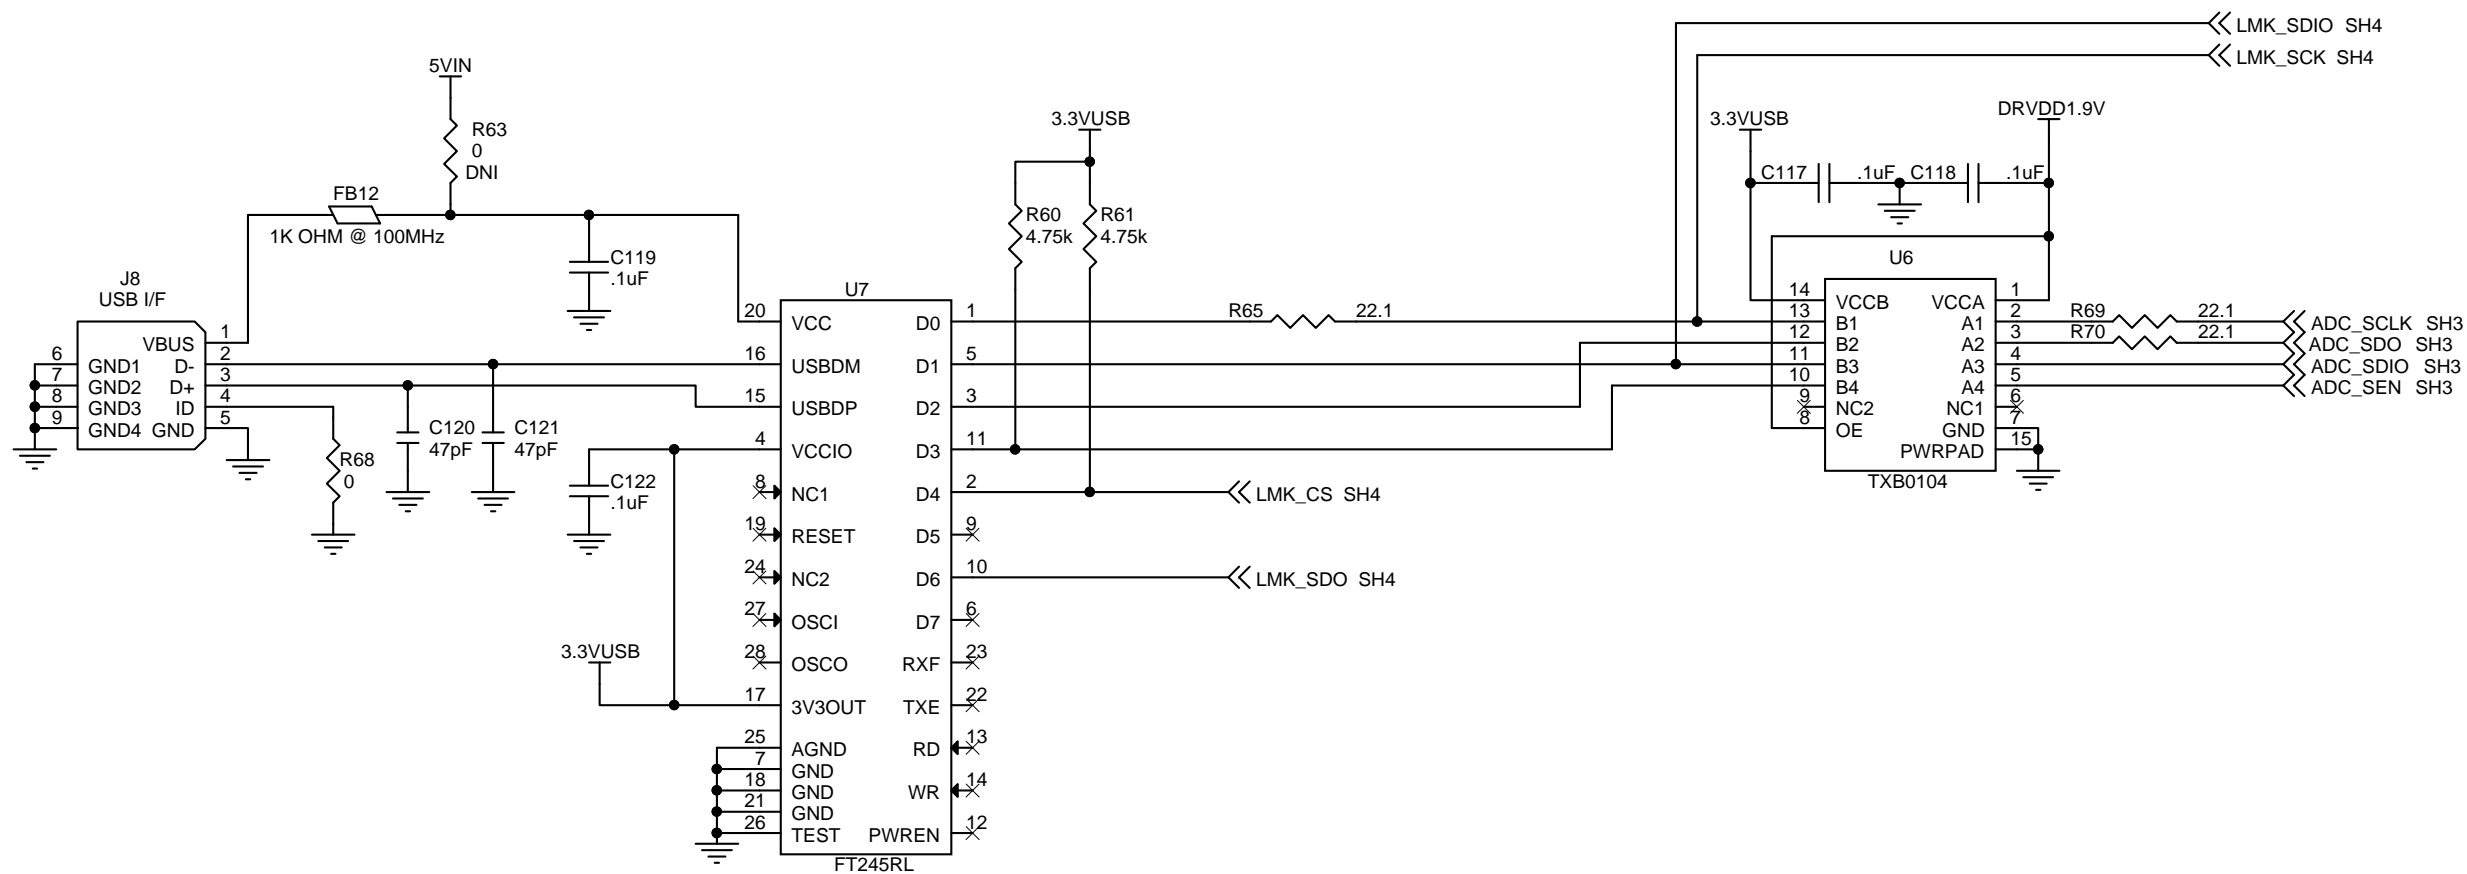 LMK_SDIO SH4
LMK_SCK SH4
5VIN
R63
0
DNI
FB12
1K OHM @ 100MHz
C119
.1uF
3.3VUSB
R60
4.75k
R61
4.75k
3.3VUSB
DRVDD1.9V
C117 .1uF C118 .1uF
J8
USB I/F
VBUS 1
D- 2
D+ 3
ID 4
GND 5
6 GND1
7 GND2
8 GND3
9 GND4
R68
0
C120
47pF
C121
47pF
C122
.1uF
3.3VUSB
U7
20 VCC
16 USBDM
15 USBDP
4 VCCIO
8 NC1
19 RESET
24 NC2
27 OSCI
28 OSCO
17 3V3OUT
25 AGND
7 GND
18 GND
21 GND
26 TEST
D0 1
D1 5
D2 3
D3 11
D4 2
D5 9
D6 10
D7 6
RXF 23
TXE 22
RD 13
WR 14
PWREN 12
FT245RL
R65 22.1
LMK_CS SH4
LMK_SDO SH4
U6
14 VCCB
13 B1
12 B2
11 B3
10 B4
9 NC2
8 OE
VCCA 1
A1 2
A2 3
A3 4
A4 5
NC1 6
GND 7
PWRPAD 15
TXB0104
R69 22.1
R70 22.1
ADC_SCLK SH3
ADC_SDO SH3
ADC_SDIO SH3
ADC_SEN SH3